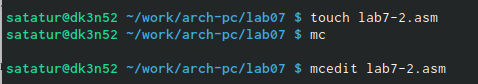 satatur@dk3n52 ~/work/arch-pc/lab07 $ touch lab7-2.asm
satatur@dk3n52 ~/work/arch-pc/lab07 $ mc
satatur@dk3n52 ~/work/arch-pc/lab07 $ mcedit lab7-2.asm